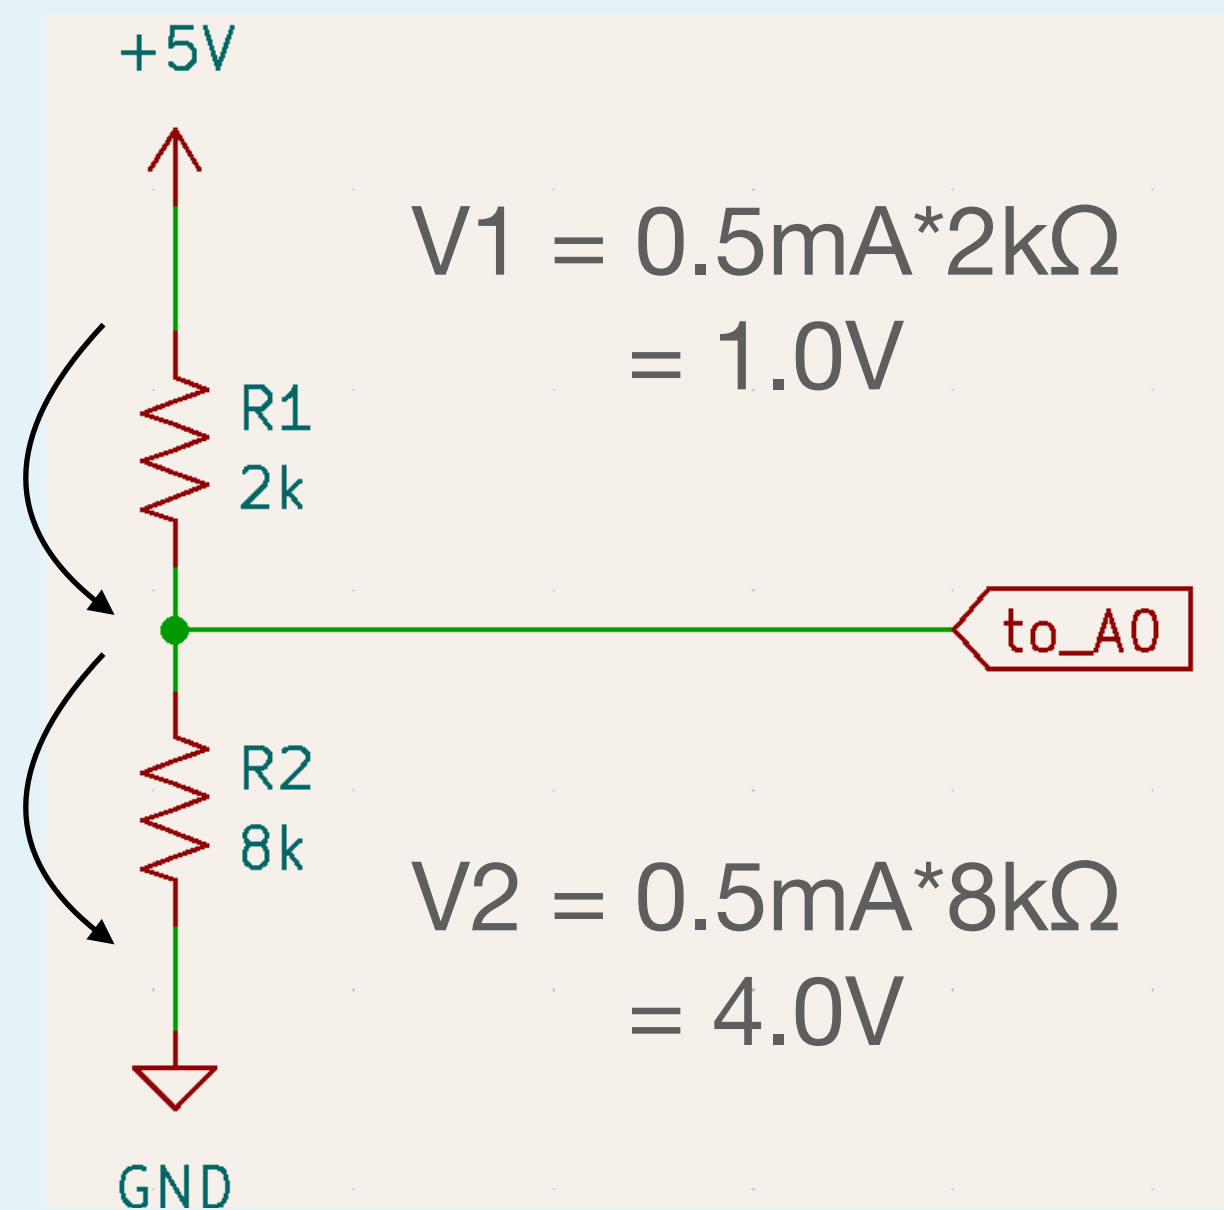 +5V
V1 = 0.5mA*2kΩ
= 1.0V
R1
2k
to_A0
R2
8k
V2 = 0.5mA*8kΩ
= 4.0V
GND